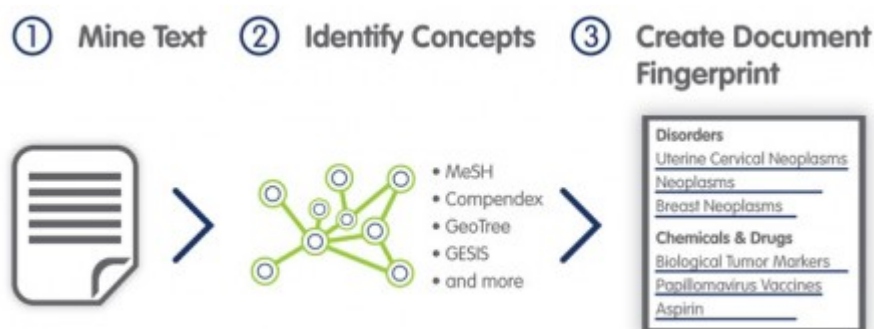 1 Mine Text
2 Identify Concepts
3 Create Document
Fingerprint
• MeSH
• Compendex
• GeoTree
• GESIS
• and more
Disorders
Uterine Cervical Neoplasms
Neoplasms
Breast Neoplasms
Chemicals & Drugs
Biological Tumor Markers
Papillomavirus Vaccines
Aspirin